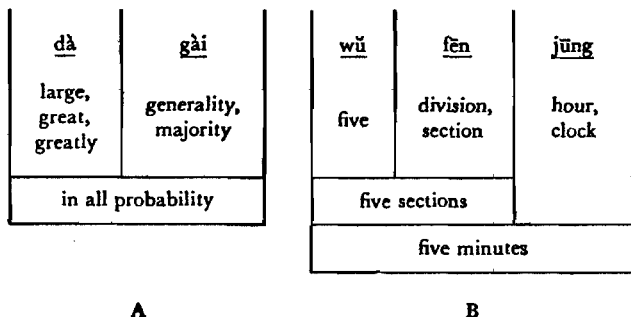 dà
large,
great,
greatly
gài
generality,
majority
in all probability
A
wŭ
five
fēn
division,
section
jūng
hour,
clock
five sections
five minutes
B